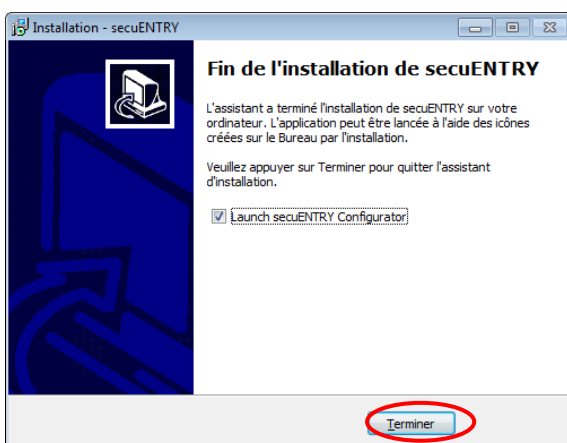 Installation - secuENTRY
Fin de l'installation de secuENTRY
L'assistant a terminé l'installation de secuENTRY sur votre
ordinateur. L'application peut être lancée à l'aide des icônes
créées sur le Bureau par l'installation.
Veuillez appuyer sur Terminer pour quitter l'assistant
d'installation.
Launch secuENTRY Configurator
Terminer